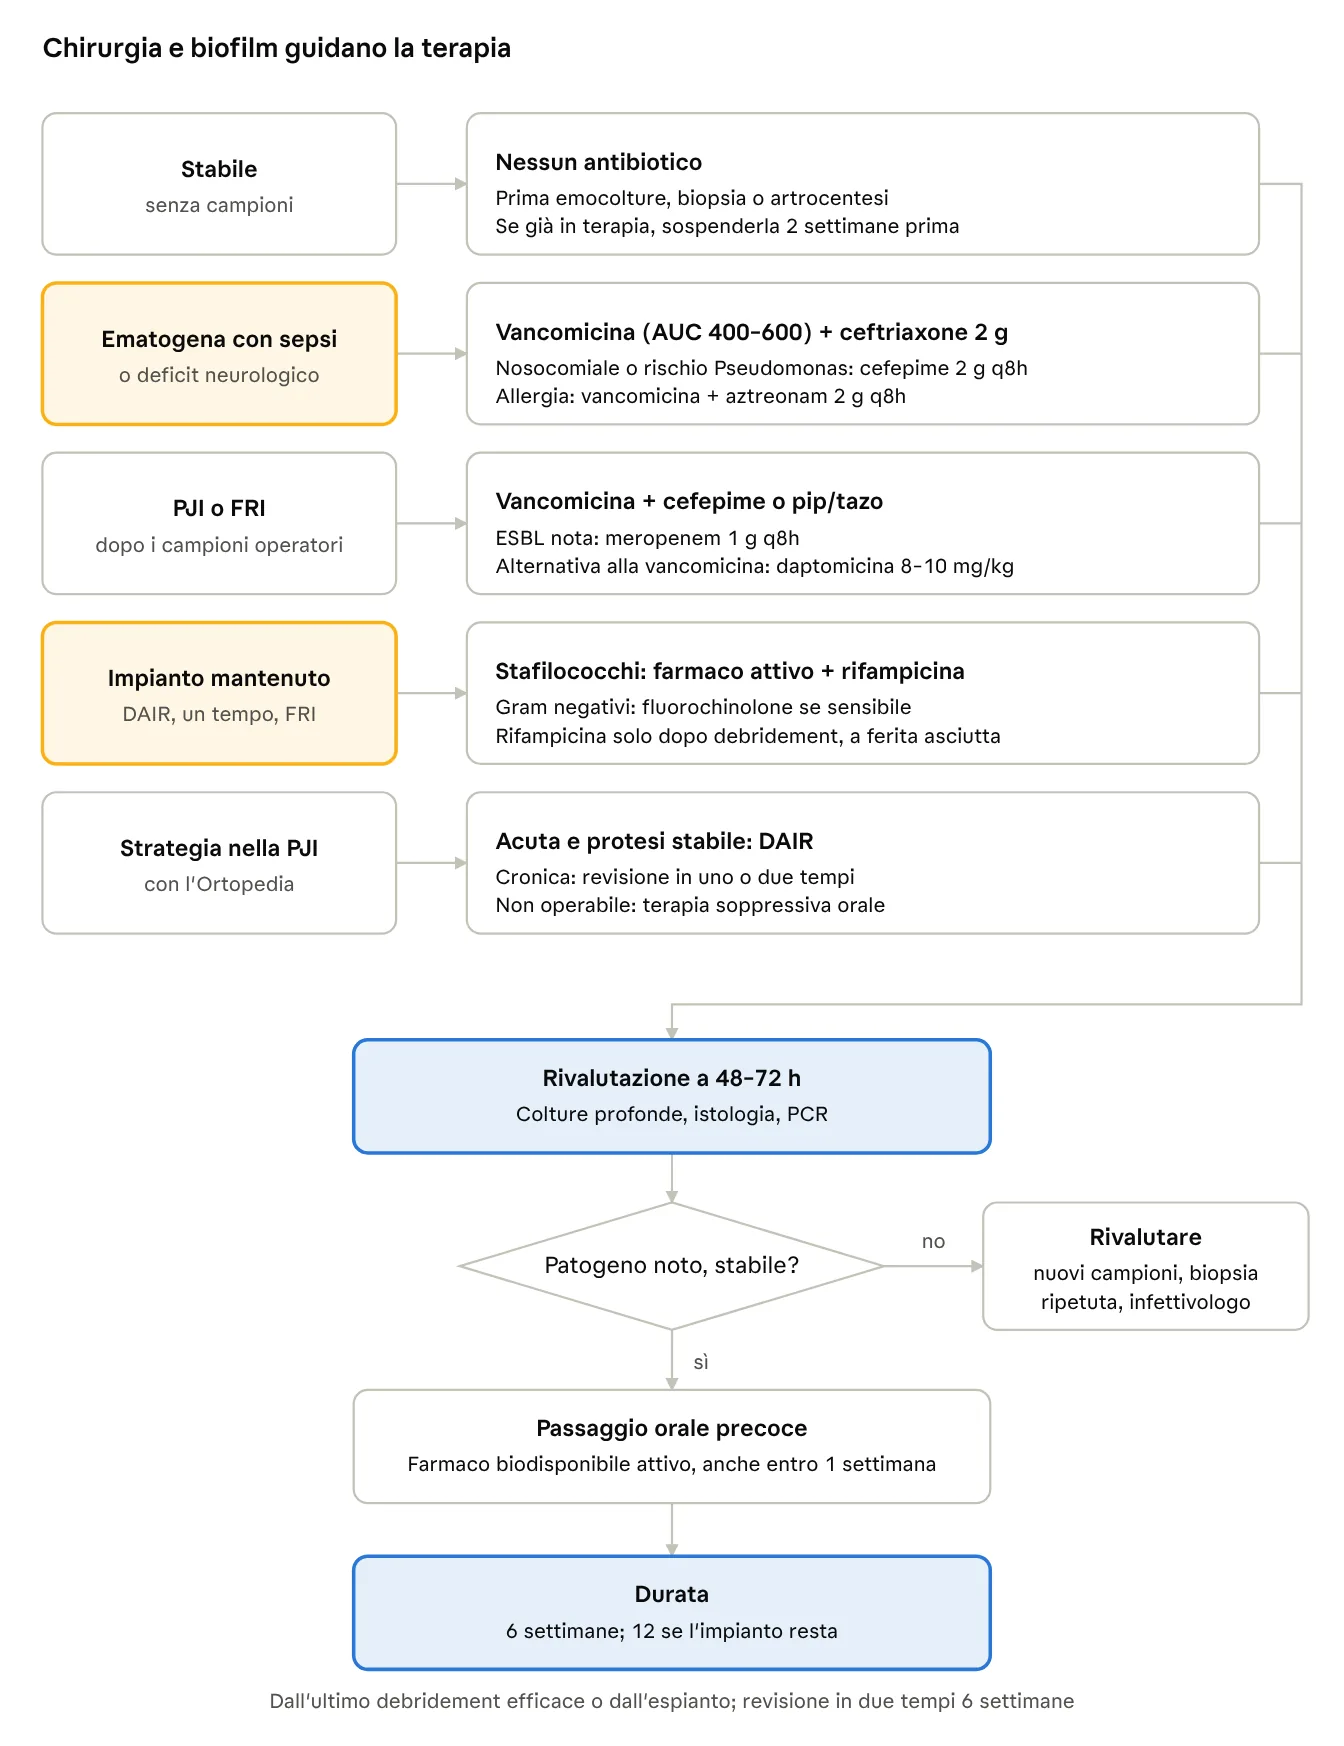 Chirurgia e biofilm guidano la terapia
Stabile
senza campioni
Nessun antibiotico
Prima emocolture, biopsia o artrocentesi
Se già in terapia, sospenderla 2 settimane prima
Ematogena con sepsi
o deficit neurologico
Vancomicina (AUC 400–600) + ceftriaxone 2 g
Nosocomiale o rischio Pseudomonas: cefepime 2 g q8h
Allergia: vancomicina + aztreonam 2 g q8h
PJI o FRI
dopo i campioni operatori
Vancomicina + cefepime o pip/tazo
ESBL nota: meropenem 1 g q8h
Alternativa alla vancomicina: daptomicina 8–10 mg/kg
Impianto mantenuto
DAIR, un tempo, FRI
Stafilococchi: farmaco attivo + rifampicina
Gram negativi: fluorochinolone se sensibile
Rifampicina solo dopo debridement, a ferita asciutta
Strategia nella PJI
con l'Ortopedia
Acuta e protesi stabile: DAIR
Cronica: revisione in uno o due tempi
Non operabile: terapia soppressiva orale
Rivalutazione a 48–72 h
Colture profonde, istologia, PCR
Patogeno noto, stabile?
no
Rivalutare
nuovi campioni, biopsia
ripetuta, infettivologo
sì
Passaggio orale precoce
Farmaco biodisponibile attivo, anche entro 1 settimana
Durata
6 settimane; 12 se l'impianto resta
Dall'ultimo debridement efficace o dall'espianto; revisione in due tempi 6 settimane